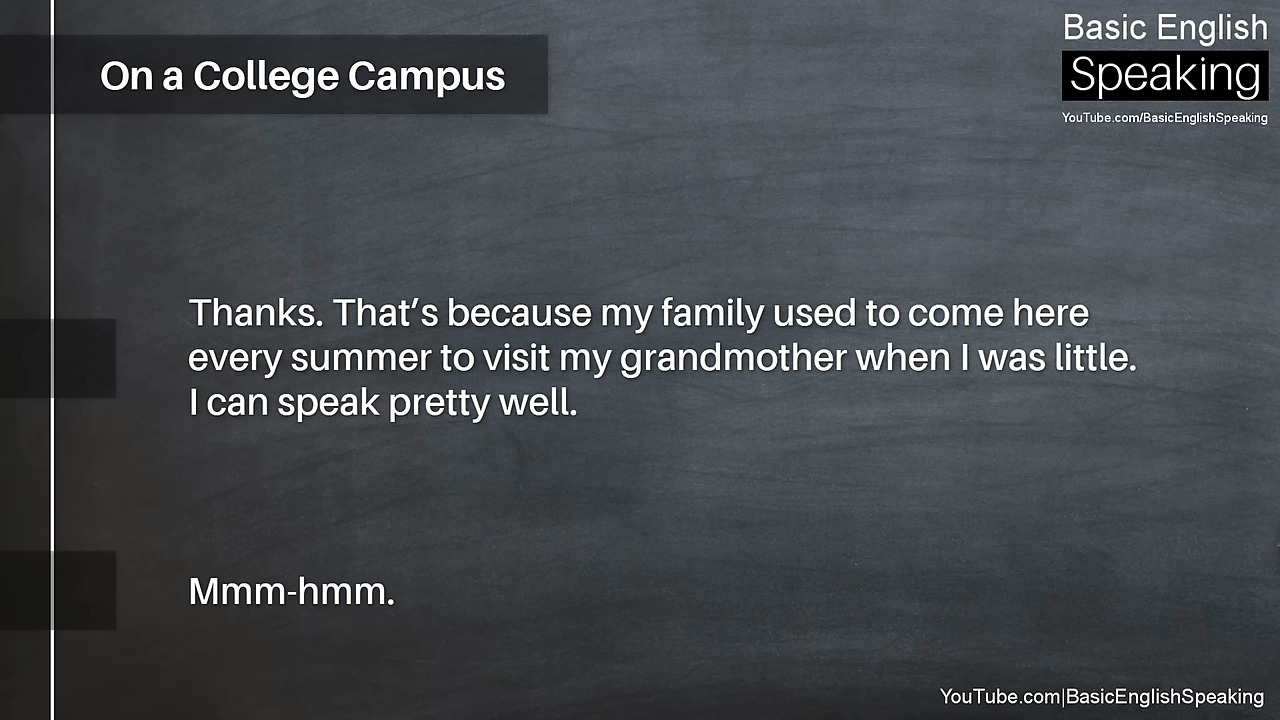 On a College Campus
Basic English
Speaking
YouTube.com/BasicEnglishSpeaking
Thanks. That’s because my family used to come here
every summer to visit my grandmother when I was little.
I can speak pretty well.
Mmm-hmm.
YouTube.com|BasicEnglishSpeaking